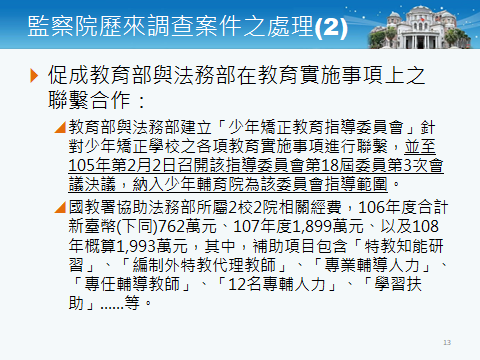 監察院歷來調查案件之處理(2)
促成教育部與法務部在教育實施事項上之
聯繫合作：
教育部與法務部建立「少年矯正教育指導委員會」針
對少年矯正學校之各項教育實施事項進行聯繫，並至
105年第2月2日召開該指導委員會第18屆委員第3次會
議決議，納入少年輔育院為該委員會指導範圍。
國教署協助法務部所屬2校2院相關經費，106年度合計
新臺幣(下同)762萬元、107年度1,899萬元、以及108
年概算1,993萬元，其中，補助項目包含「特教知能研
習」、「編制外特教代理教師」、「專業輔導人力」、
「專任輔導教師」、「12名專輔人力」、「學習扶
助」……等。
13